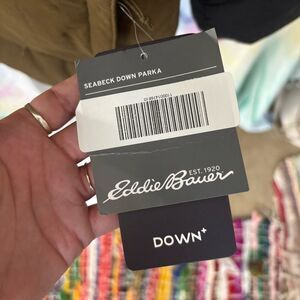 SEABECK DOWN PARKA
EST. 1920
Eddie Bauer
DOWN+